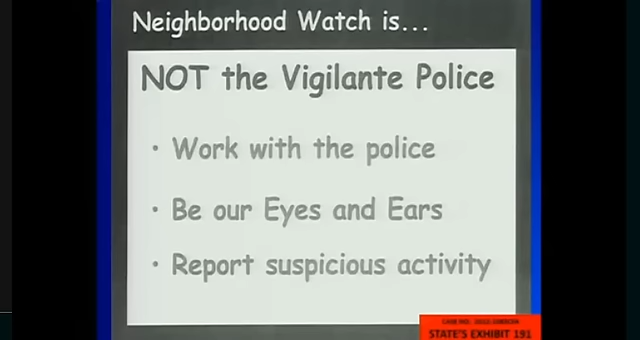 Neighborhood Watch is...
NOT the Vigilante Police
• Work with the police
• Be our Eyes and Ears
• Report suspicious activity
STATE'S EXHIBIT 191